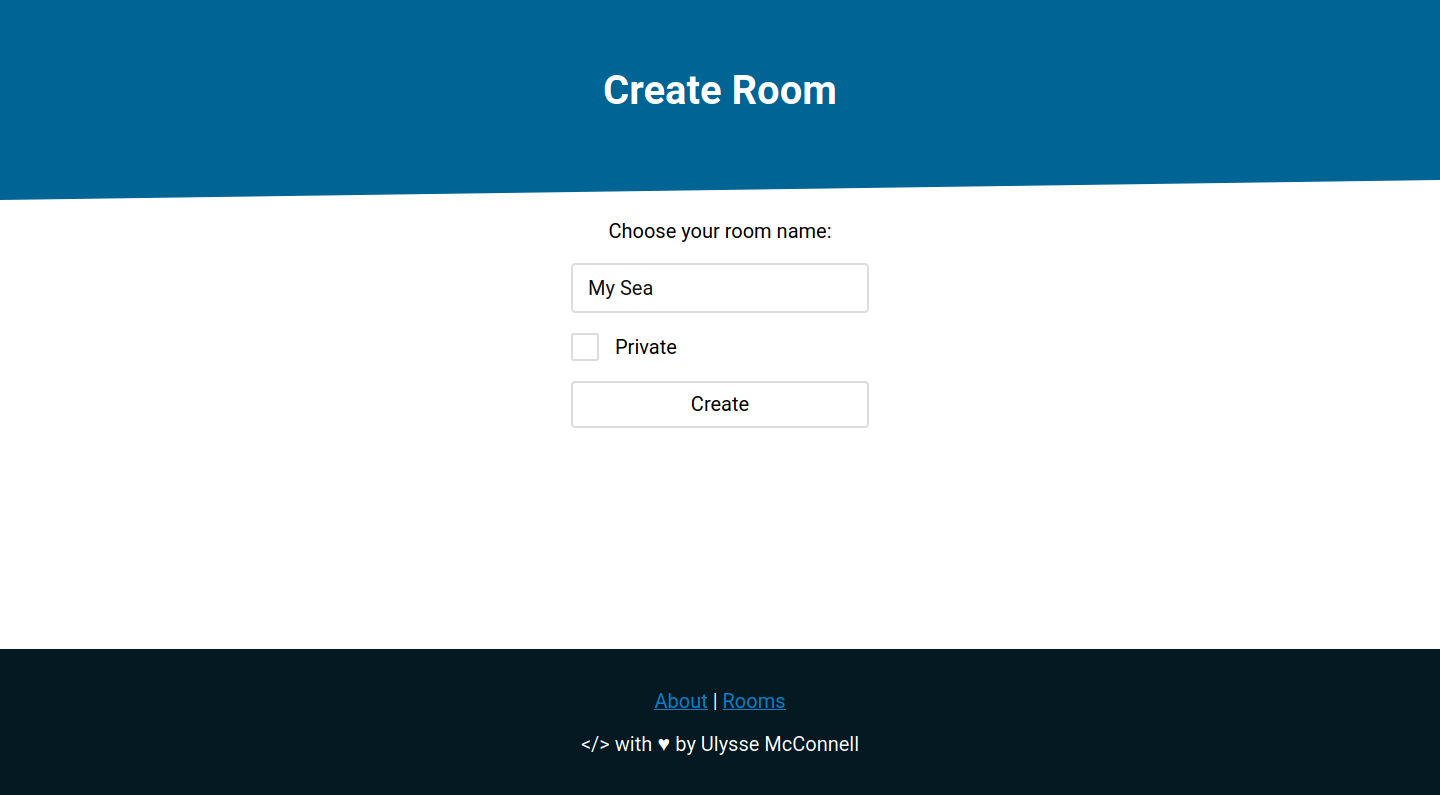 Create Room
Choose your room name:
My Sea
Private
Create
About | Rooms
</> with ♥ by Ulysse McConnell